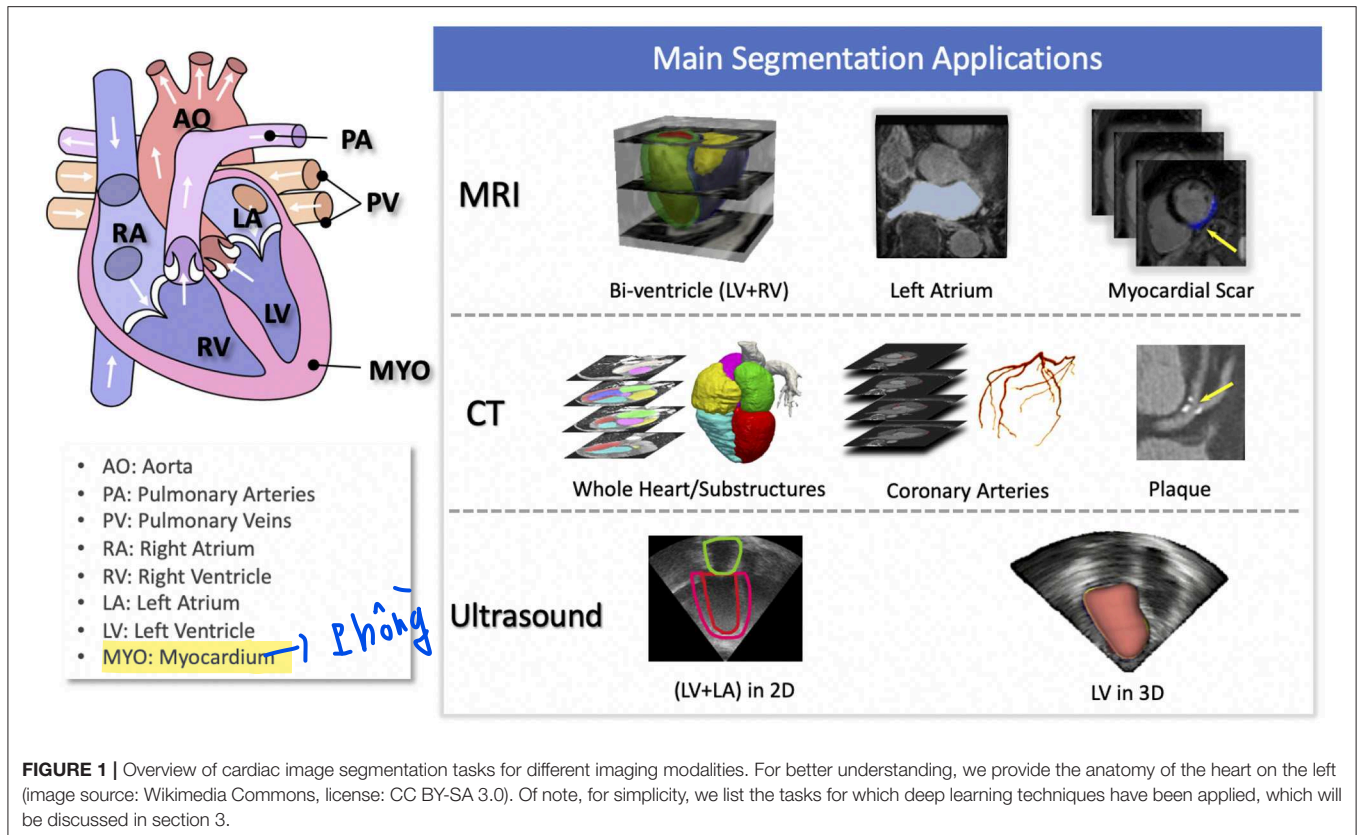 AO
PA
PV
LA
RA
LV
RV
MYO
• AO: Aorta
• PA: Pulmonary Arteries
• PV: Pulmonary Veins
• RA: Right Atrium
• RV: Right Ventricle
• LA: Left Atrium
• LV: Left Ventricle
• MYO: Myocardium
Main Segmentation Applications
MRI
Bi-ventricle (LV+RV)
Left Atrium
Myocardial Scar
CT
Whole Heart/Substructures
Coronary Arteries
Plaque
Ultrasound
(LV+LA) in 2D
LV in 3D
FIGURE 1 | Overview of cardiac image segmentation tasks for different imaging modalities. For better understanding, we provide the anatomy of the heart on the left
(image source: Wikimedia Commons, license: CC BY-SA 3.0). Of note, for simplicity, we list the tasks for which deep learning techniques have been applied, which will
be discussed in section 3.